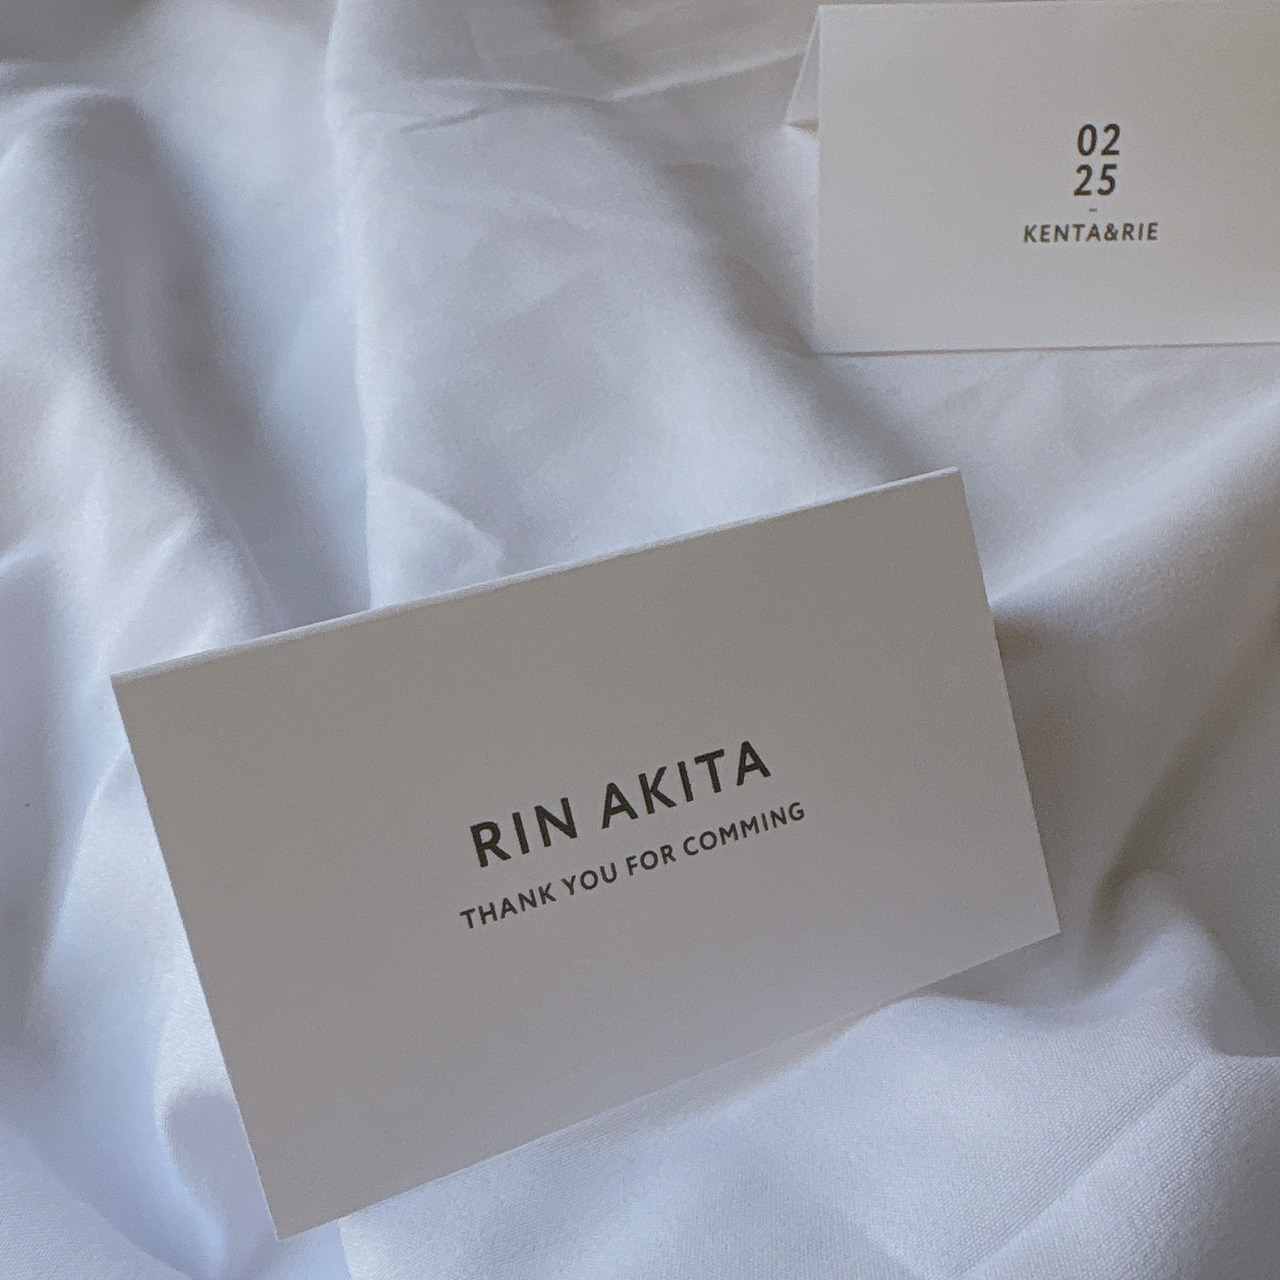 02
25
-
KENTA&RIE
RIN AKITA
THANK YOU FOR COMMING